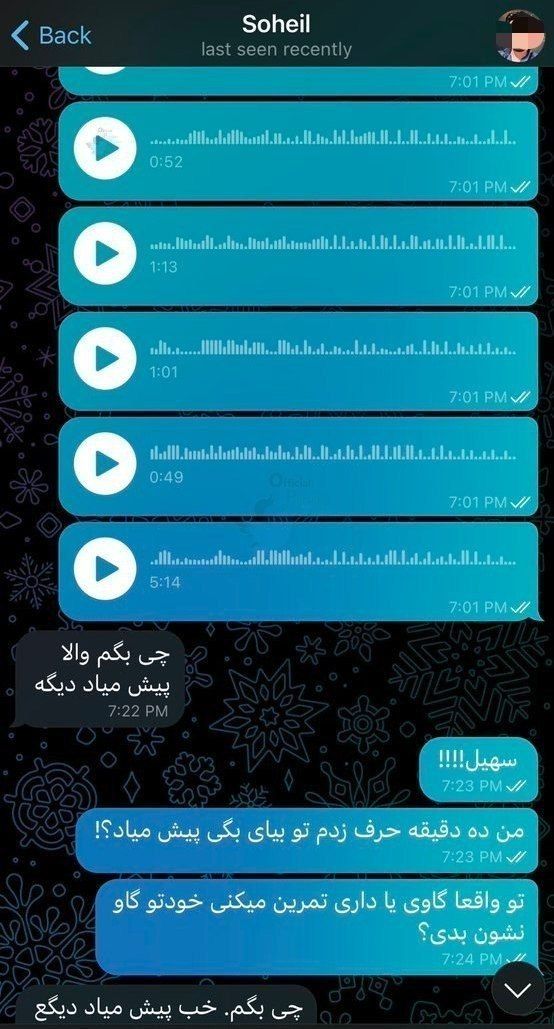 Back
Soheil
last seen recently
7:01 PM
0:52
7:01 PM
1:13
7:01 PM
1:01
7:01 PM
0:49
7:01 PM
Official
5:14
7:01 PM
چی بگم والا
پیش میاد دیگه
7:22 PM
سهیل!!!!
7:23 PM
من ده دقیقه حرف زدم تو بیای بگی پیش میاد؟!
7:23 PM
تو واقعا گاوی یا داری تمرین میکنی خودتو گاو
نشون بدی؟
7:24 PM
چی بگم. خب پیش میاد دیگع